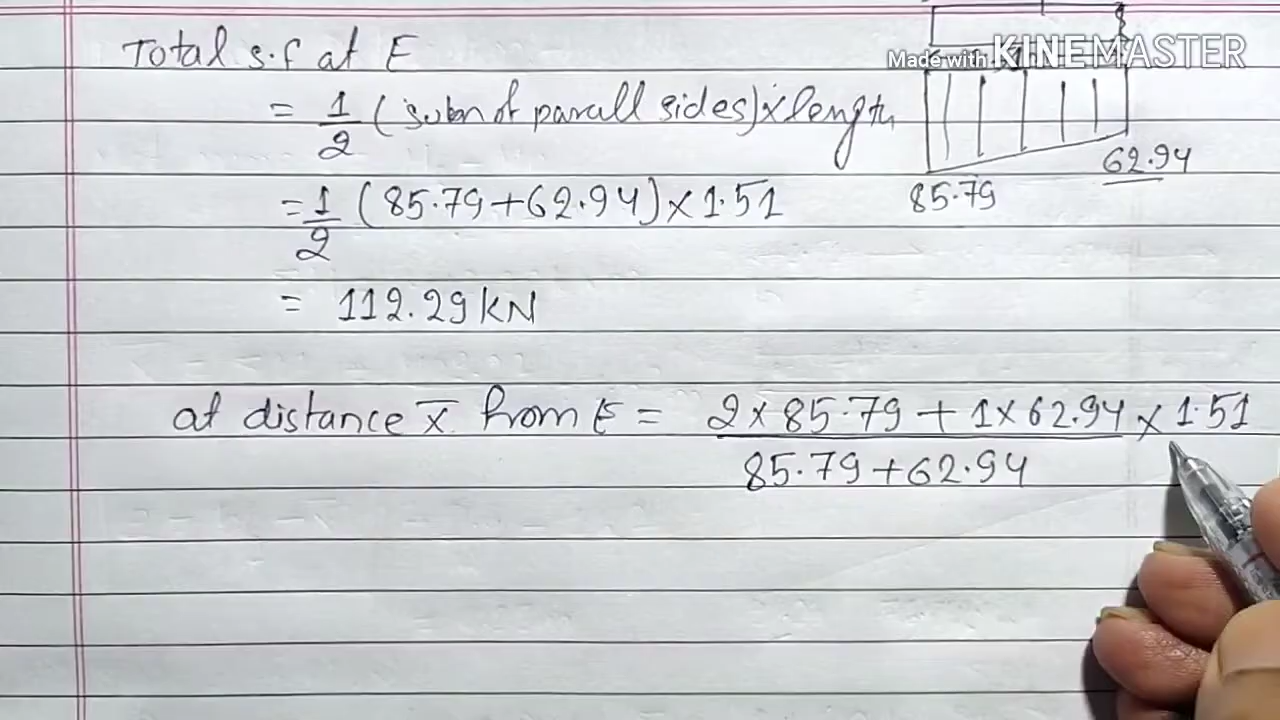 Total s.f at E
Made with KINEMASTER
= 1/2 (sum of parall sides) × length
62.94
= 1/2 (85.79 + 62.94) × 1.51
85.79
= 112.29 KN
at distance x̅ from E = 2 × 85.79 + 1 × 62.94 × 1.51
85.79 + 62.94